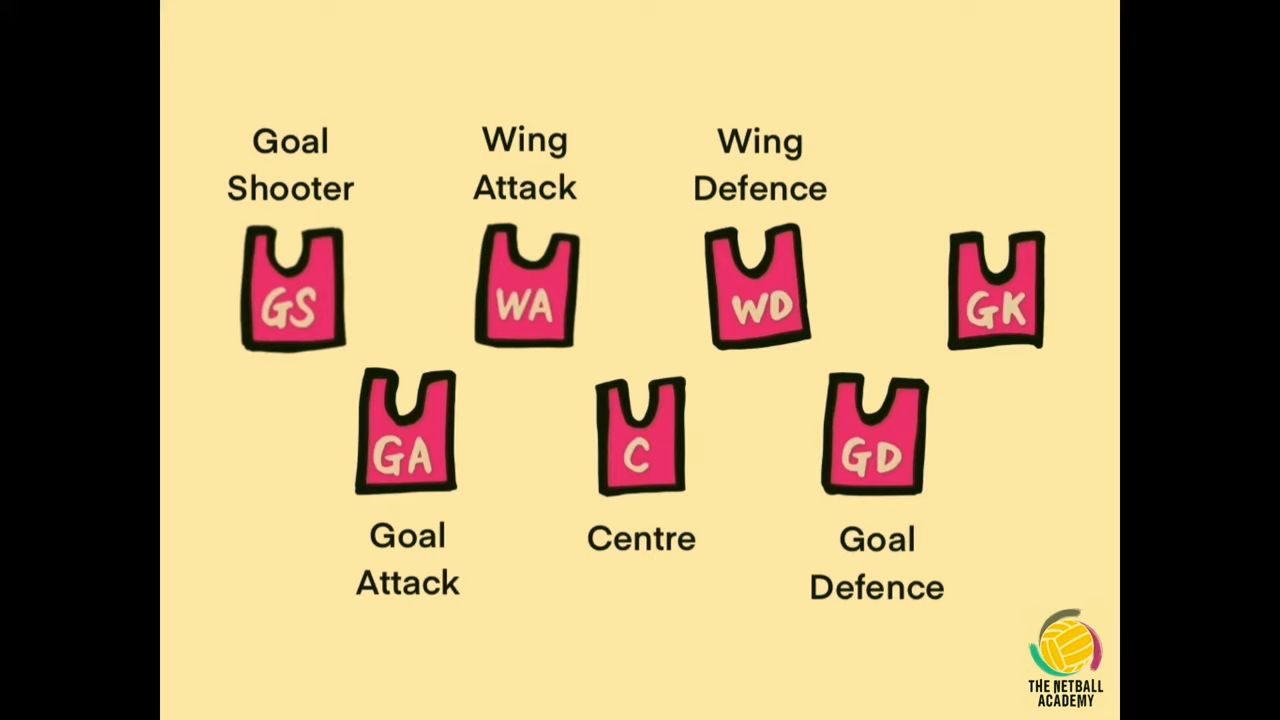 Goal
Shooter
Wing
Attack
Wing
Defence
GS
WA
WD
GK
GA
C
GD
Goal
Attack
Centre
Goal
Defence
THE NETBALL
ACADEMY